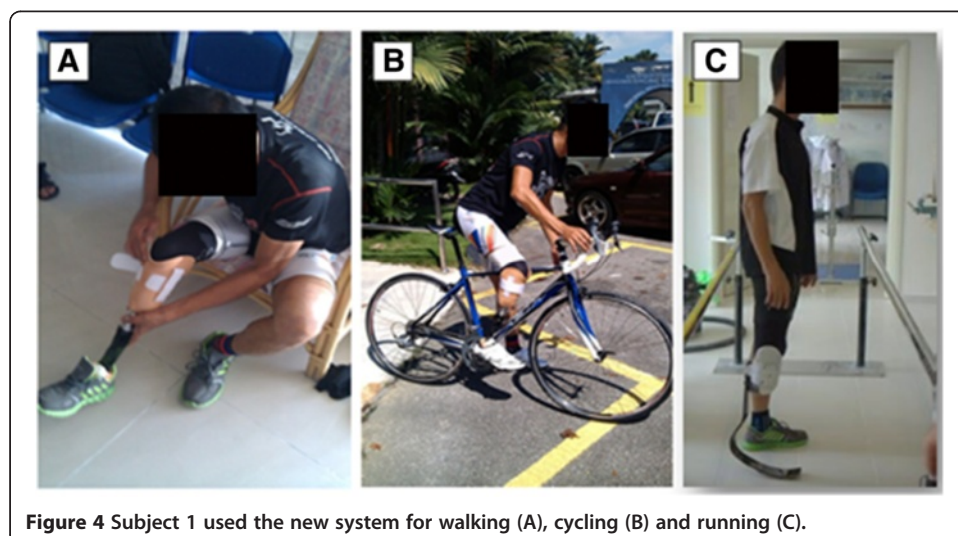 A
B
C
Figure 4 Subject 1 used the new system for walking (A), cycling (B) and running (C).